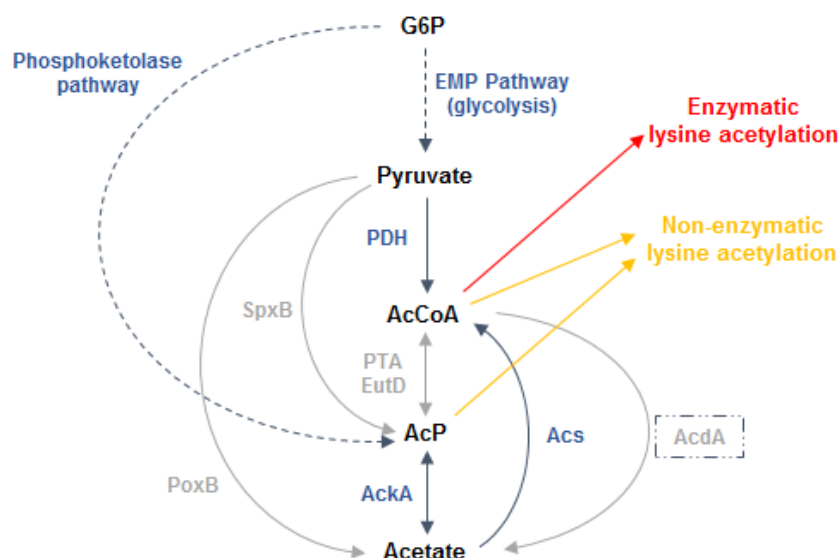 G6P
Phosphoketolase
pathway
EMP Pathway
(glycolysis)
Enzymatic
lysine acetylation
Pyruvate
Non-enzymatic
lysine acetylation
PDH
SpxB
AcCoA
PTA
EutD
AcP
Acs
AcdA
PoxB
AckA
Acetate